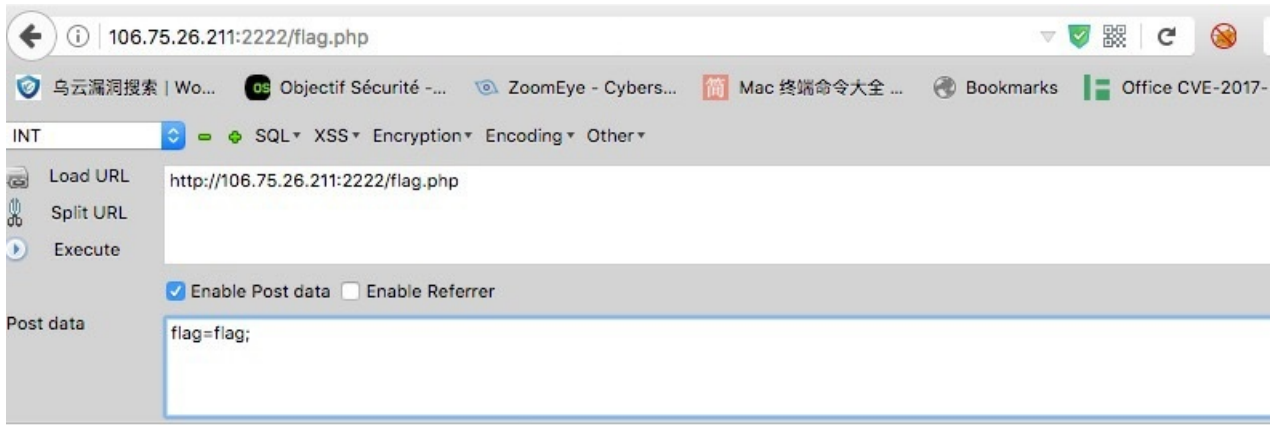 106.75.26.211:2222/flag.php
乌云漏洞搜索 | Wo... OS Objectif Sécurité -... ZoomEye - Cybers... 简 Mac 终端命令大全 ... Bookmarks Office CVE-2017-
INT SQL XSS Encryption Encoding Other
Load URL http://106.75.26.211:2222/flag.php
Split URL
Execute
Enable Post data Enable Referrer
Post data flag=flag;